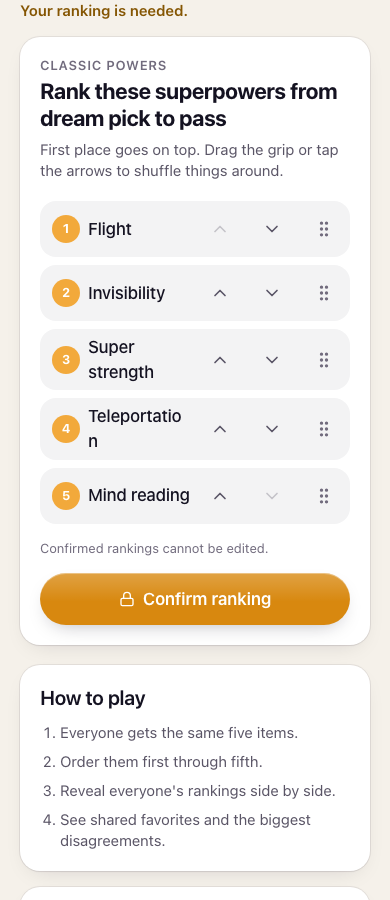 Your ranking is needed.
CLASSIC POWERS
Rank these superpowers from
dream pick to pass
First place goes on top. Drag the grip or tap
the arrows to shuffle things around.
1 Flight
2 Invisibility
3 Super
strength
4 Teleportatio
n
5 Mind reading
Confirmed rankings cannot be edited.
Confirm ranking
How to play
1. Everyone gets the same five items.
2. Order them first through fifth.
3. Reveal everyone's rankings side by side.
4. See shared favorites and the biggest
disagreements.